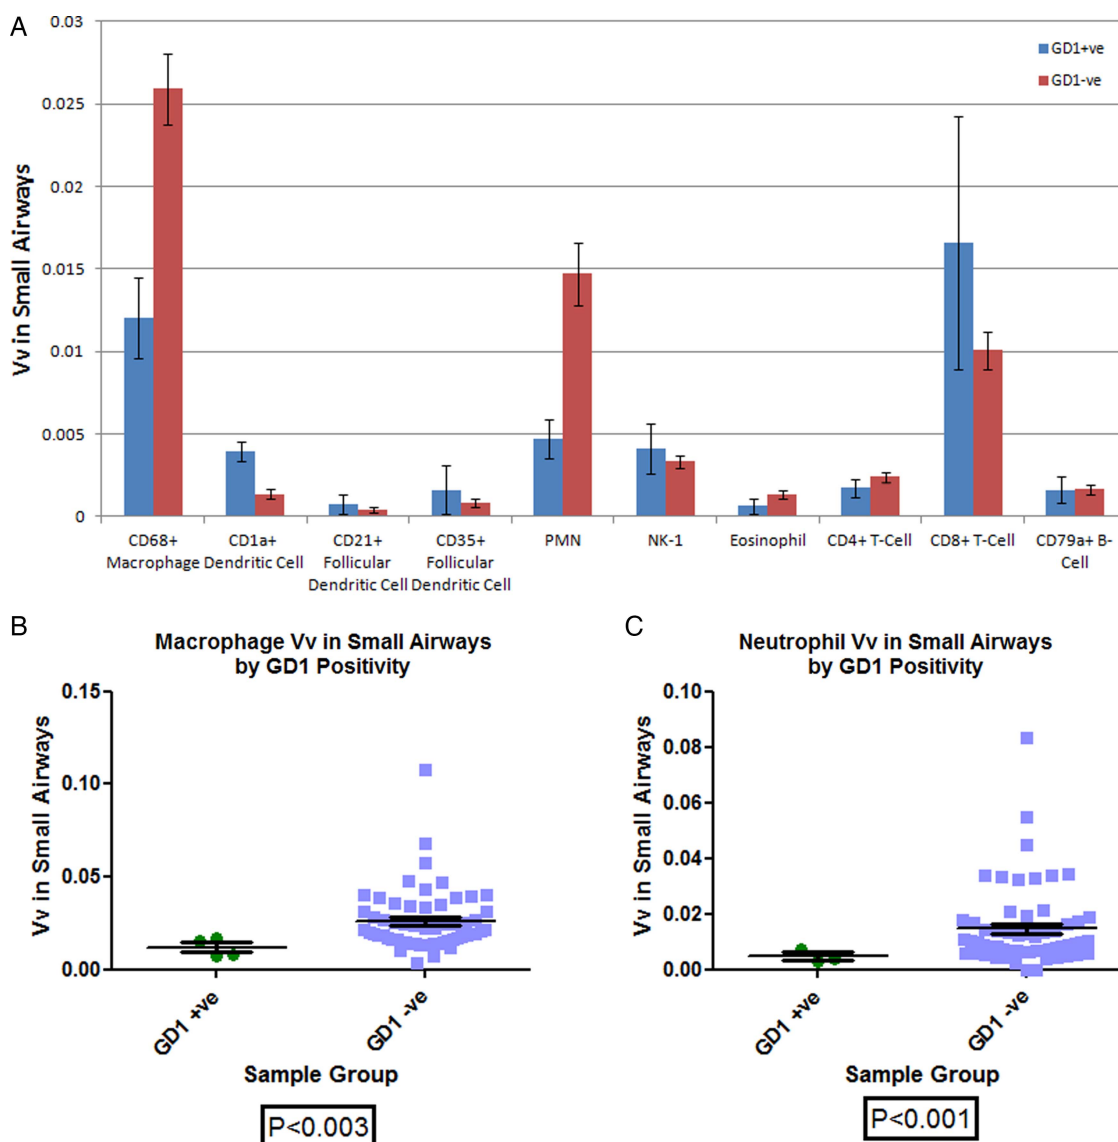 A
0.03
0.025
0.02
0.015
0.01
0.005
0
Vv in Small Airways
GD1+ve
GD1-ve
CD68+ Macrophage
CD1a+ Dendritic Cell
CD21+ Follicular Dendritic Cell
CD35+ Follicular Dendritic Cell
PMN
NK-1
Eosinophil
CD4+ T-Cell
CD8+ T-Cell
CD79a+ B-Cell
B
Macrophage Vv in Small Airways
by GD1 Positivity
0.15
0.10
0.05
0.00
Vv in Small Airways
GD1 +ve
GD1 -ve
Sample Group
P<0.003
C
Neutrophil Vv in Small Airways
by GD1 Positivity
0.10
0.08
0.06
0.04
0.02
0.00
Vv in Small Airways
GD1 +ve
GD1 -ve
Sample Group
P<0.001